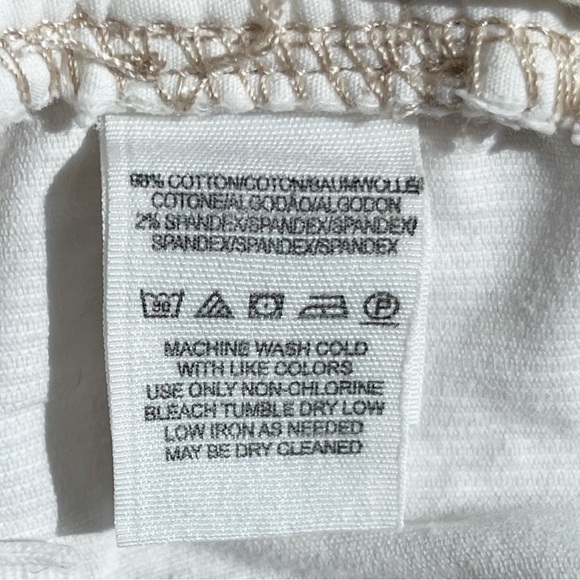 98% COTTON/COTON/BAUMWOLLE/
COTONE/ALGODÃO/ALGODON
2% SPANDEX/SPANDEX/SPANDEX/
SPANDEX/SPANDEX/SPANDEX
30 P
MACHINE WASH COLD
WITH LIKE COLORS
USE ONLY NON-CHLORINE
BLEACH TUMBLE DRY LOW
LOW IRON AS NEEDED
MAY BE DRY CLEANED